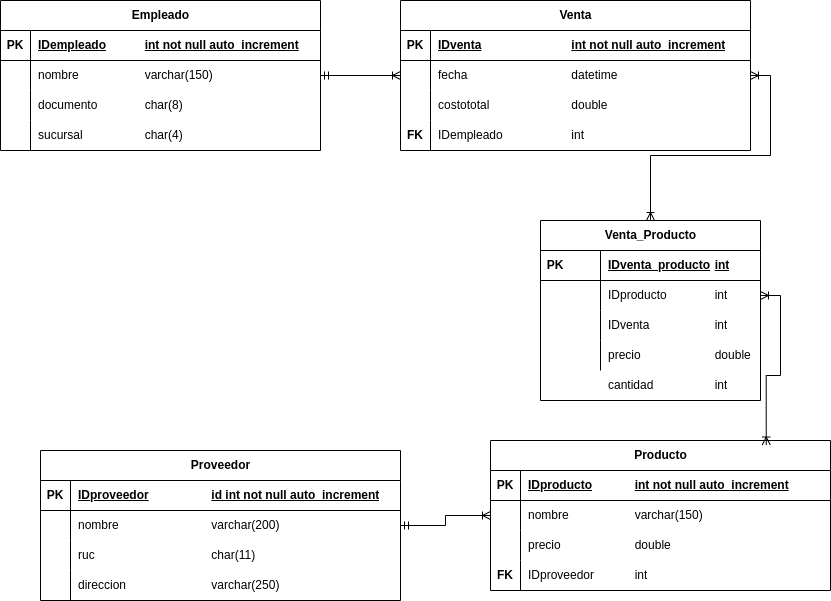 Empleado
PK IDempleado int not null auto_increment
nombre varchar(150)
documento char(8)
sucursal char(4)
Venta
PK IDventa int not null auto_increment
fecha datetime
costototal double
FK IDempleado int
Venta_Producto
PK IDventa_producto int
IDproducto int
IDventa int
precio double
cantidad int
Proveedor
PK IDproveedor id int not null auto_increment
nombre varchar(200)
ruc char(11)
direccion varchar(250)
Producto
PK IDproducto int not null auto_increment
nombre varchar(150)
precio double
FK IDproveedor int